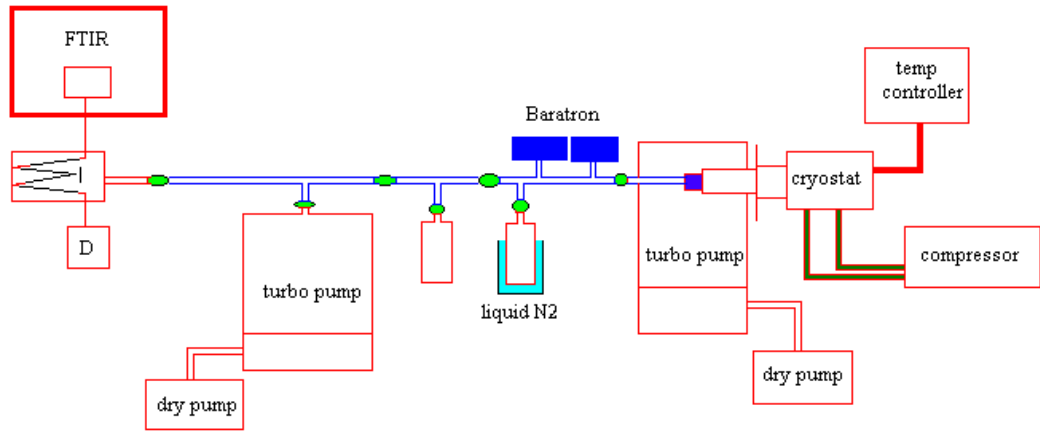 FTIR
temp
controller
Baratron
cryostat
D
turbo pump
turbo pump
compressor
liquid N2
dry pump
dry pump